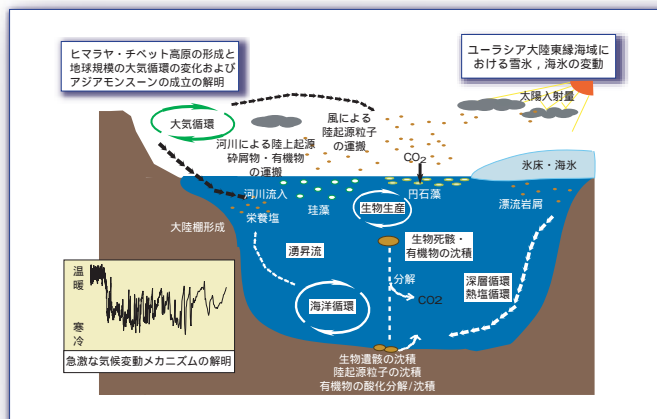 ヒマラヤ・チベット高原の形成と
地球規模の大気循環の変化および
アジアモンスーンの成立の解明
ユーラシア大陸東縁海域に
おける雪氷，海氷の変動
太陽入射量
大気循環
風による
陸起源粒子
の運搬
河川による陸上起源
砕屑物・有機物
の運搬
CO2
氷床・海氷
河川流入
珪藻
生物生産
円石藻
漂流岩屑
大陸棚形成
栄養塩
湧昇流
生物死骸・
有機物の沈積
分解
CO2
深層循環
熱塩循環
海洋循環
温暖
寒冷
急激な気候変動メカニズムの解明
生物遺骸の沈積
陸起源粒子の沈積
有機物の酸化分解/沈積